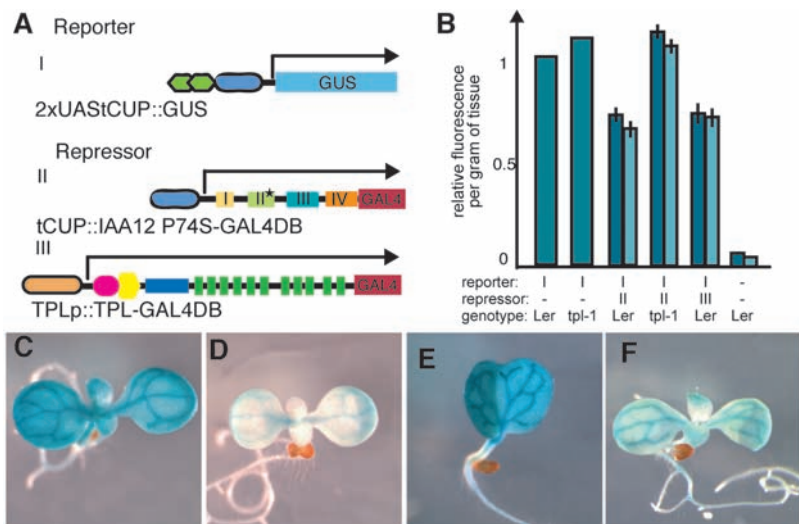 A
Reporter
I
GUS
2xUAStCUP::GUS
Repressor
II
I II★ III IV GAL4
tCUP::IAA12 P74S-GAL4DB
III
GAL4
TPLp::TPL-GAL4DB
B
relative fluorescence
per gram of tissue
1
0.5
0
reporter: I I I I I -
repressor: - - II II III -
genotype: Ler tpl-1 Ler tpl-1 Ler Ler
C
D
E
F